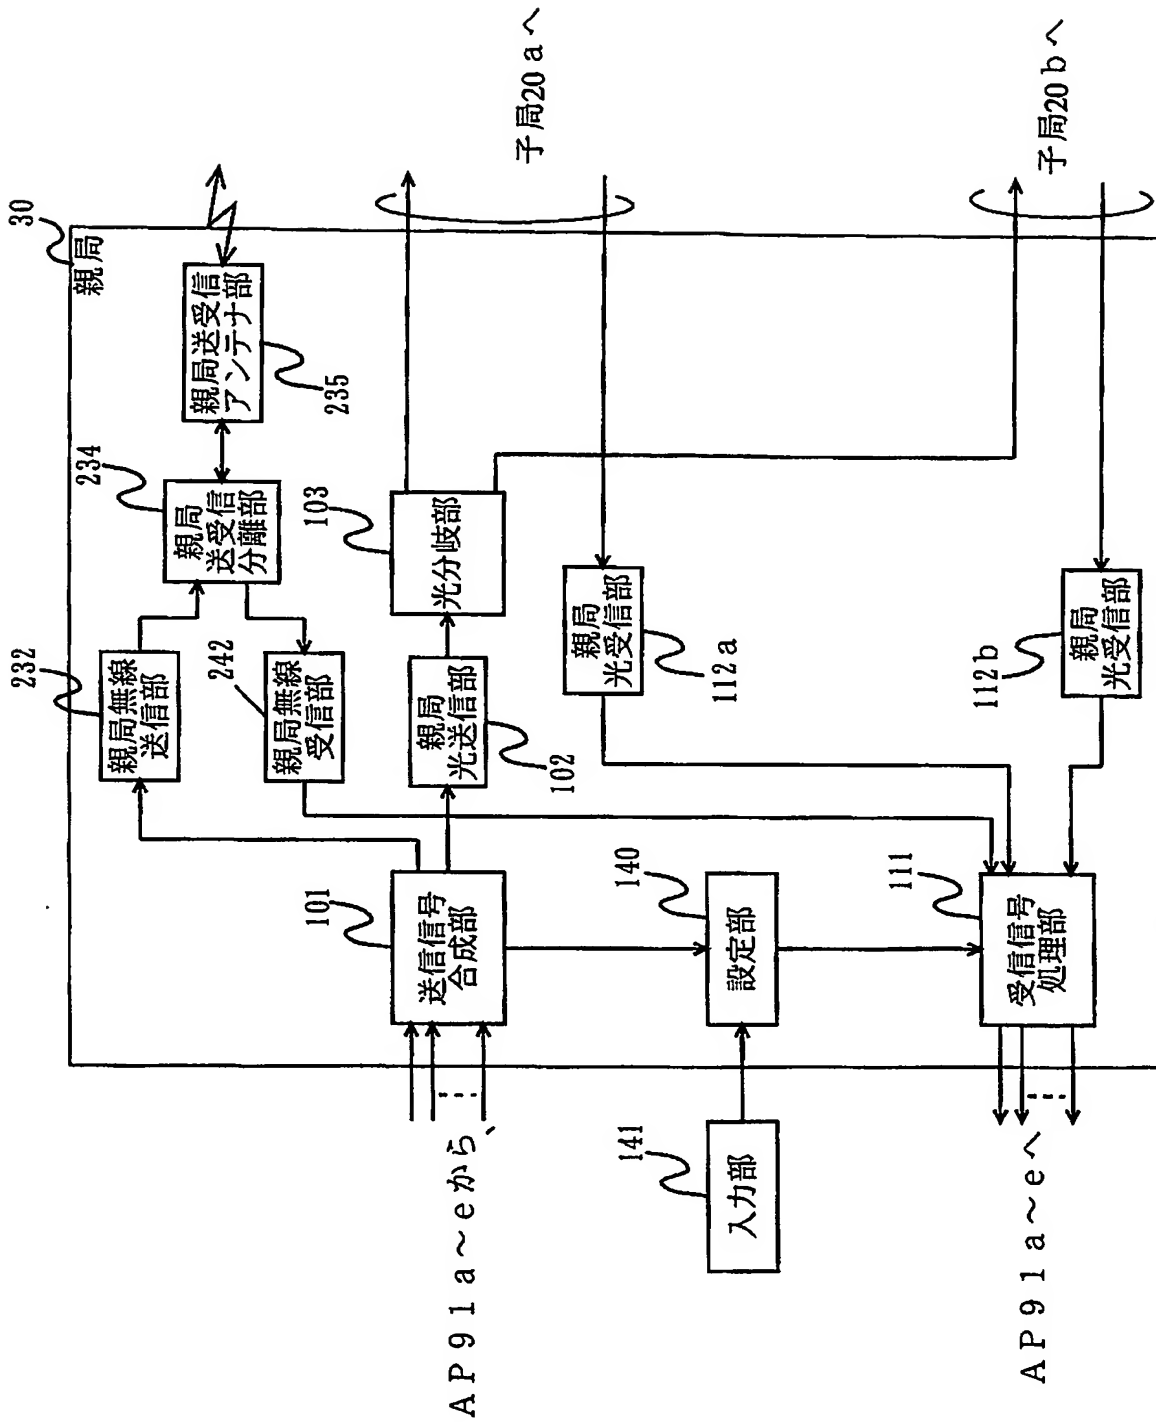 30
親局
親局送受信
アンテナ部
235
234
親局
送受信
分離部
232
親局無線
送信部
242
親局無線
受信部
103
光分岐部
親局
光送信部
102
101
送信信号
合成部
AP91a～eから、
子局20aへ
親局
光受信部
112a
140
設定部
141
入力部
子局20bへ
親局
光受信部
112b
111
受信信号
処理部
AP91a～eへ